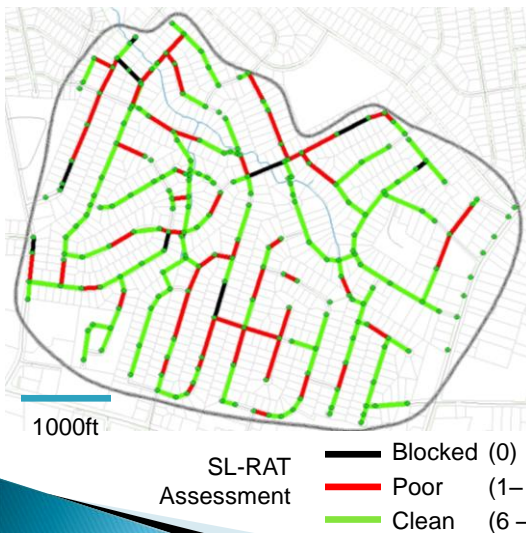 1000ft
SL-RAT
Assessment
Blocked (0)
Poor (1–
Clean (6 –